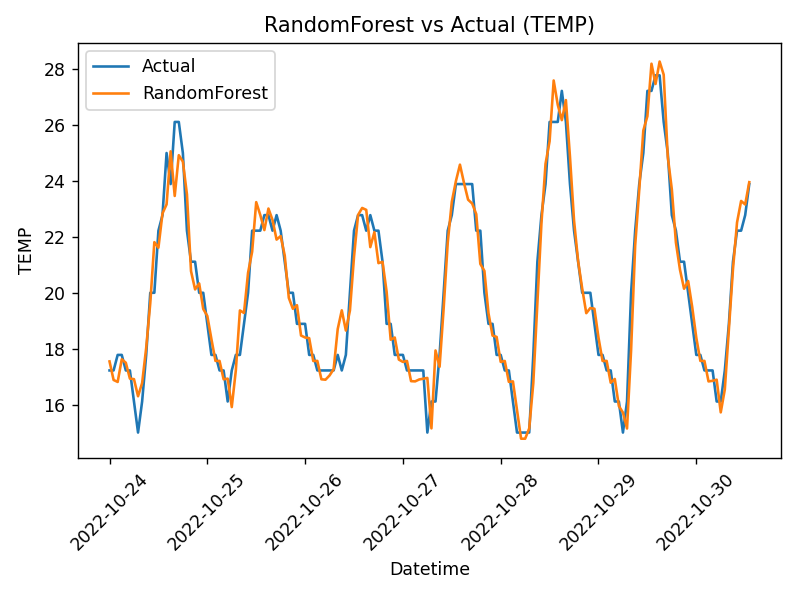 RandomForest vs Actual (TEMP)
Actual
RandomForest
TEMP
28
26
24
22
20
18
16
2022-10-24
2022-10-25
2022-10-26
2022-10-27
2022-10-28
2022-10-29
2022-10-30
Datetime